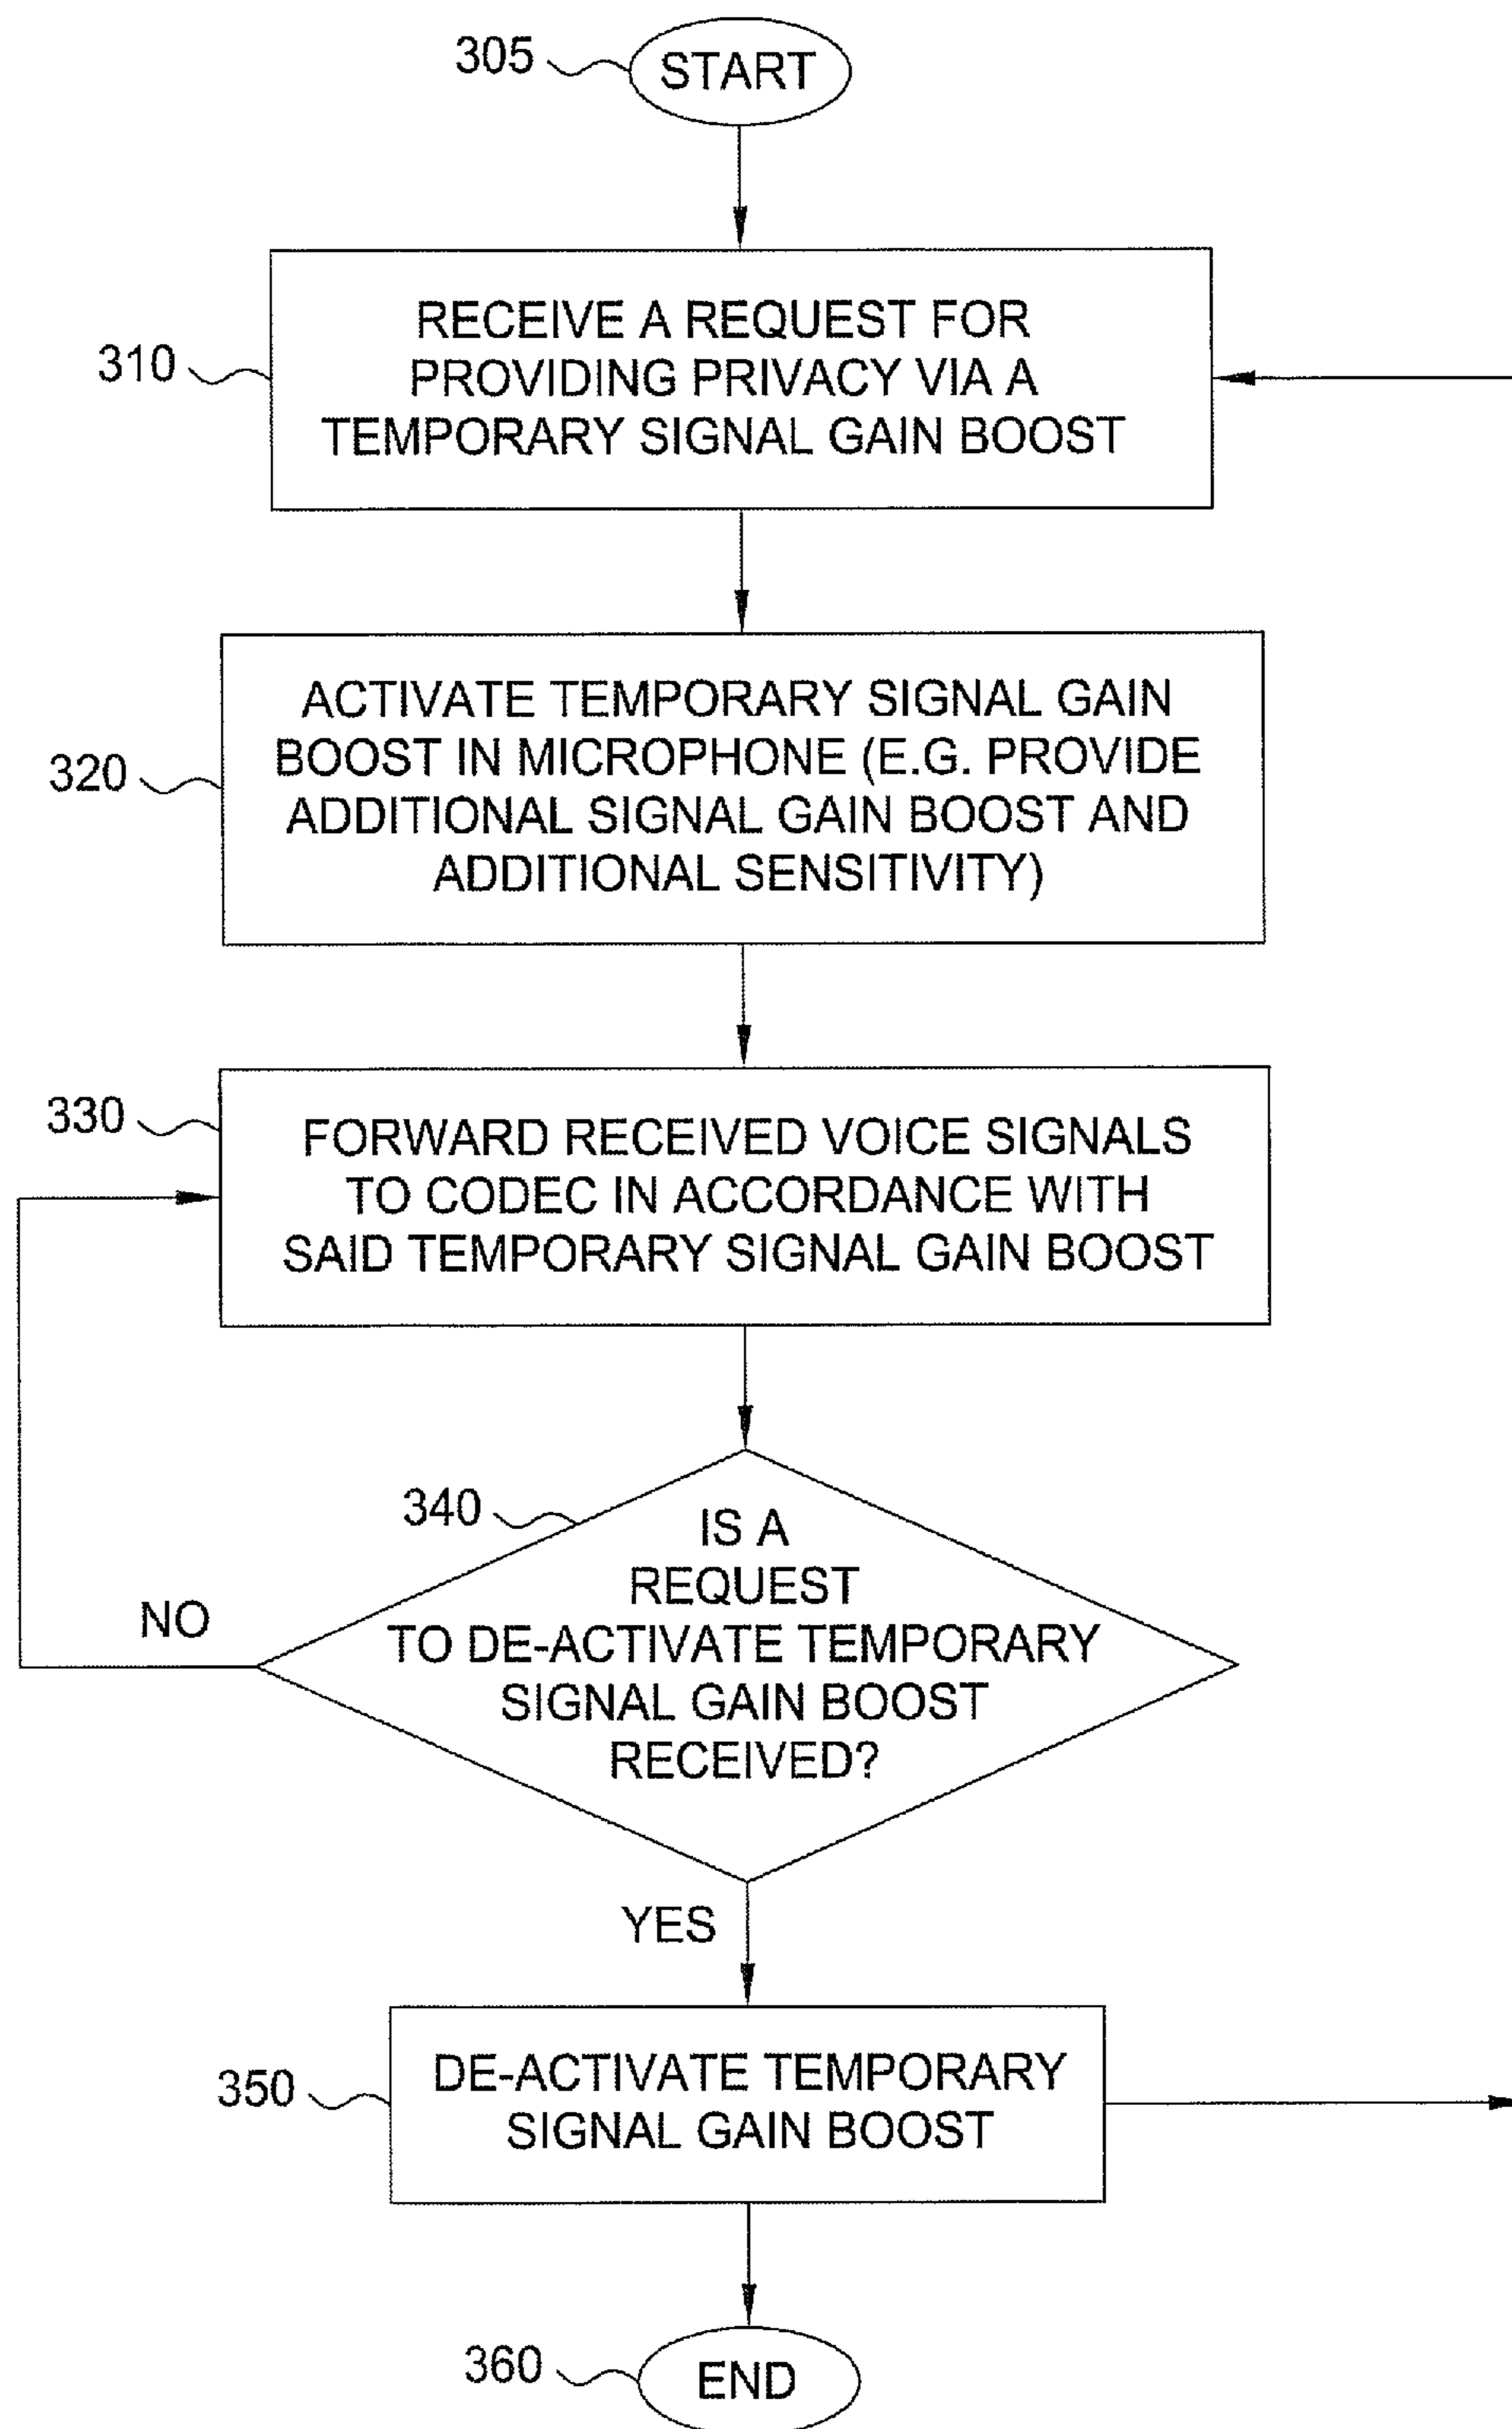 305
START
310
RECEIVE A REQUEST FOR
PROVIDING PRIVACY VIA A
TEMPORARY SIGNAL GAIN BOOST
320
ACTIVATE TEMPORARY SIGNAL GAIN
BOOST IN MICROPHONE (E.G. PROVIDE
ADDITIONAL SIGNAL GAIN BOOST AND
ADDITIONAL SENSITIVITY)
330
FORWARD RECEIVED VOICE SIGNALS
TO CODEC IN ACCORDANCE WITH
SAID TEMPORARY SIGNAL GAIN BOOST
340
IS A
REQUEST
TO DE-ACTIVATE TEMPORARY
SIGNAL GAIN BOOST
RECEIVED?
NO
YES
350
DE-ACTIVATE TEMPORARY
SIGNAL GAIN BOOST
360
END